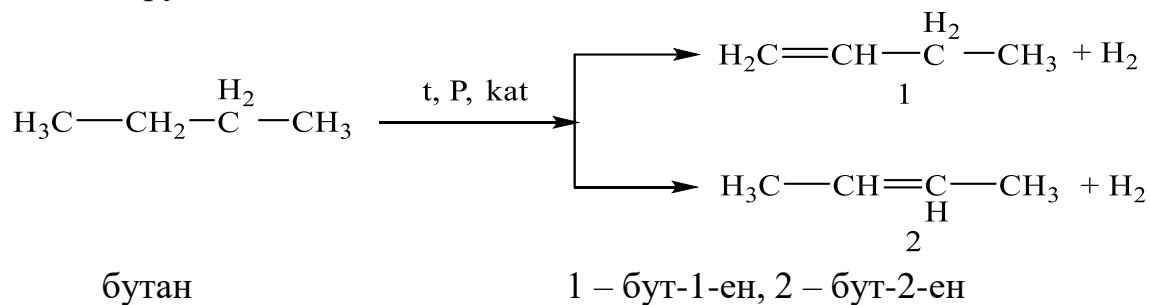 H₂C=CH—CH₂—CH₃ + H₂
1
H₃C—CH₂—CH₂—CH₃
t, P, kat
H₃C—CH=CH—CH₃ + H₂
2
бутан
1 – бут-1-ен, 2 – бут-2-ен